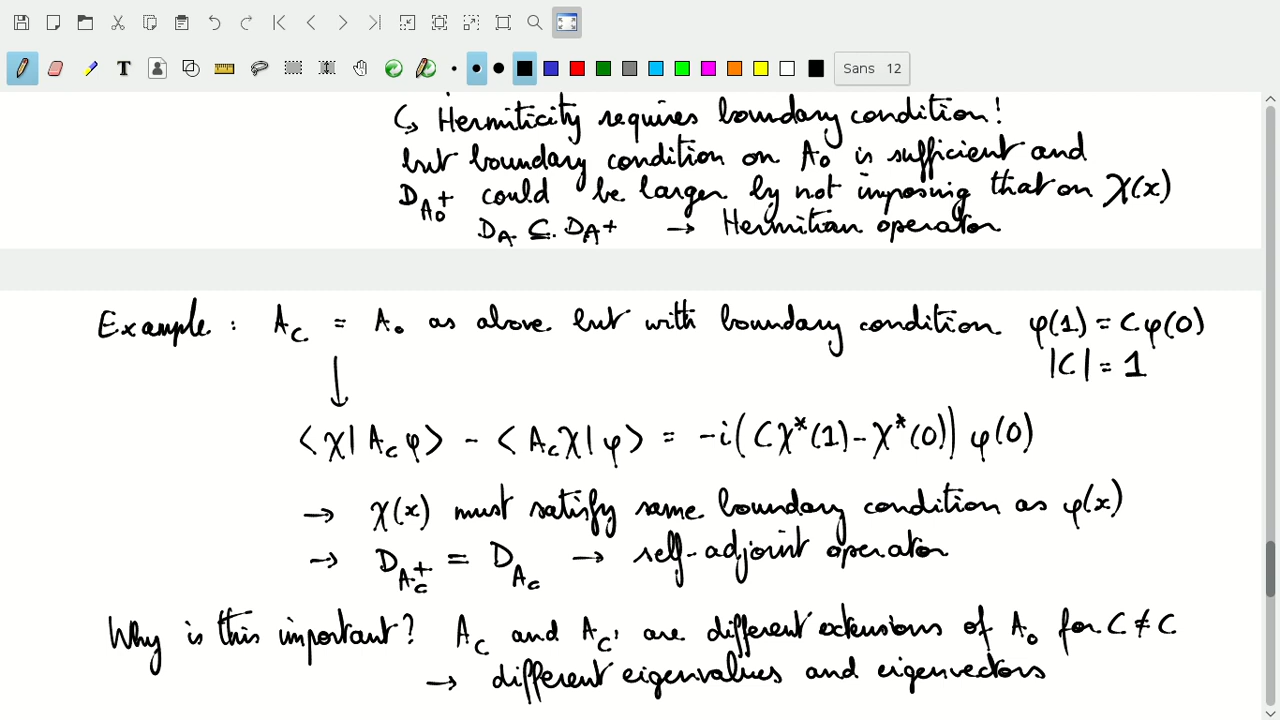 Sans 12
↳ Hermiticity requires boundary condition!
but boundary condition on A₀ is sufficient and
D_{A₀⁺} could be larger by not imposing that on χ(x)
D_A ⊆ D_{A⁺} → Hermitian operator
Example : A_C = A₀ as above but with boundary condition φ(1) = Cφ(0)
|C| = 1
↓
⟨χ|A_C φ⟩ - ⟨A_C χ|φ⟩ = -i(Cχ*(1) - χ*(0)) φ(0)
→ χ(x) must satisfy same boundary condition as φ(x)
→ D_{A_C⁺} = D_{A_C} → self-adjoint operator
Why is this important? A_C and A_C' are different extensions of A₀ for C ≠ C
→ different eigenvalues and eigenvectors